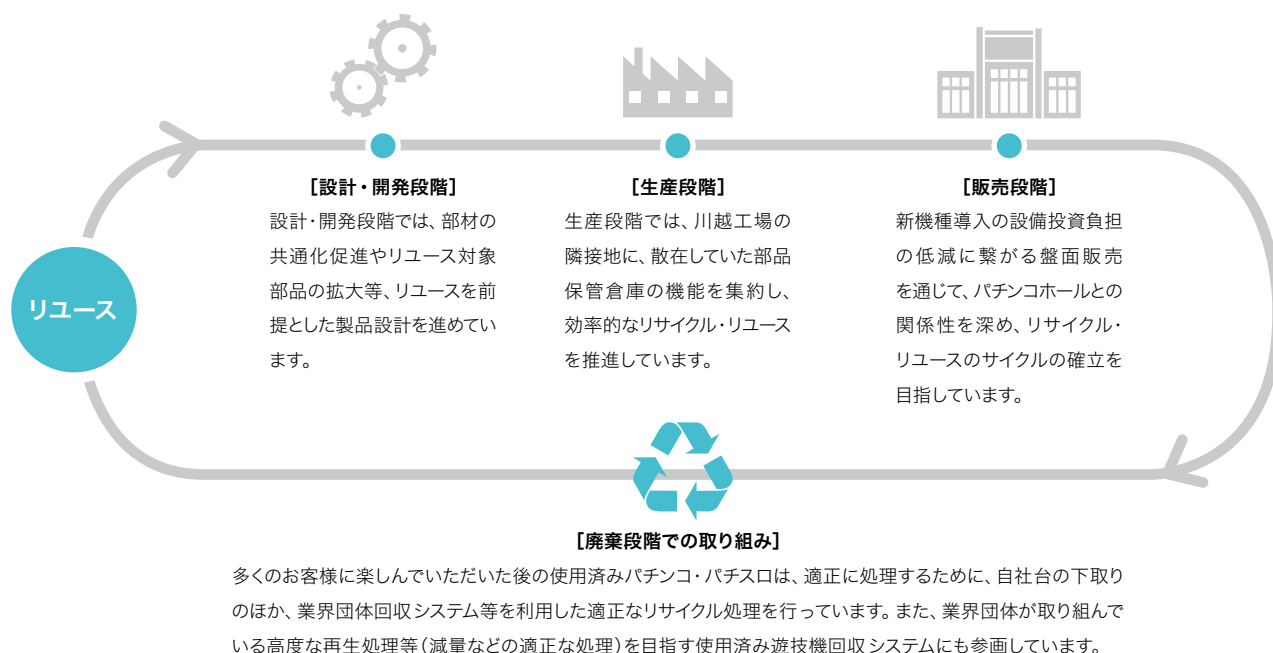 リユース
［設計・開発段階］
設計・開発段階では、部材の
共通化促進やリユース対象
部品の拡大等、リユースを前
提とした製品設計を進めてい
ます。
［生産段階］
生産段階では、川越工場の
隣接地に、散在していた部品
保管倉庫の機能を集約し、
効率的なリサイクル・リユース
を推進しています。
［販売段階］
新機種導入の設備投資負担
の低減に繋がる盤面販売
を通じて、パチンコホールとの
関係性を深め、リサイクル・
リユースのサイクルの確立を
目指しています。
［廃棄段階での取り組み］
多くのお客様に楽しんでいただいた後の使用済みパチンコ・パチスロは、適正に処理するために、自社台の下取り
のほか、業界団体回収システム等を利用した適正なリサイクル処理を行っています。また、業界団体が取り組んで
いる高度な再生処理等（減量などの適正な処理）を目指す使用済み遊技機回収システムにも参画しています。